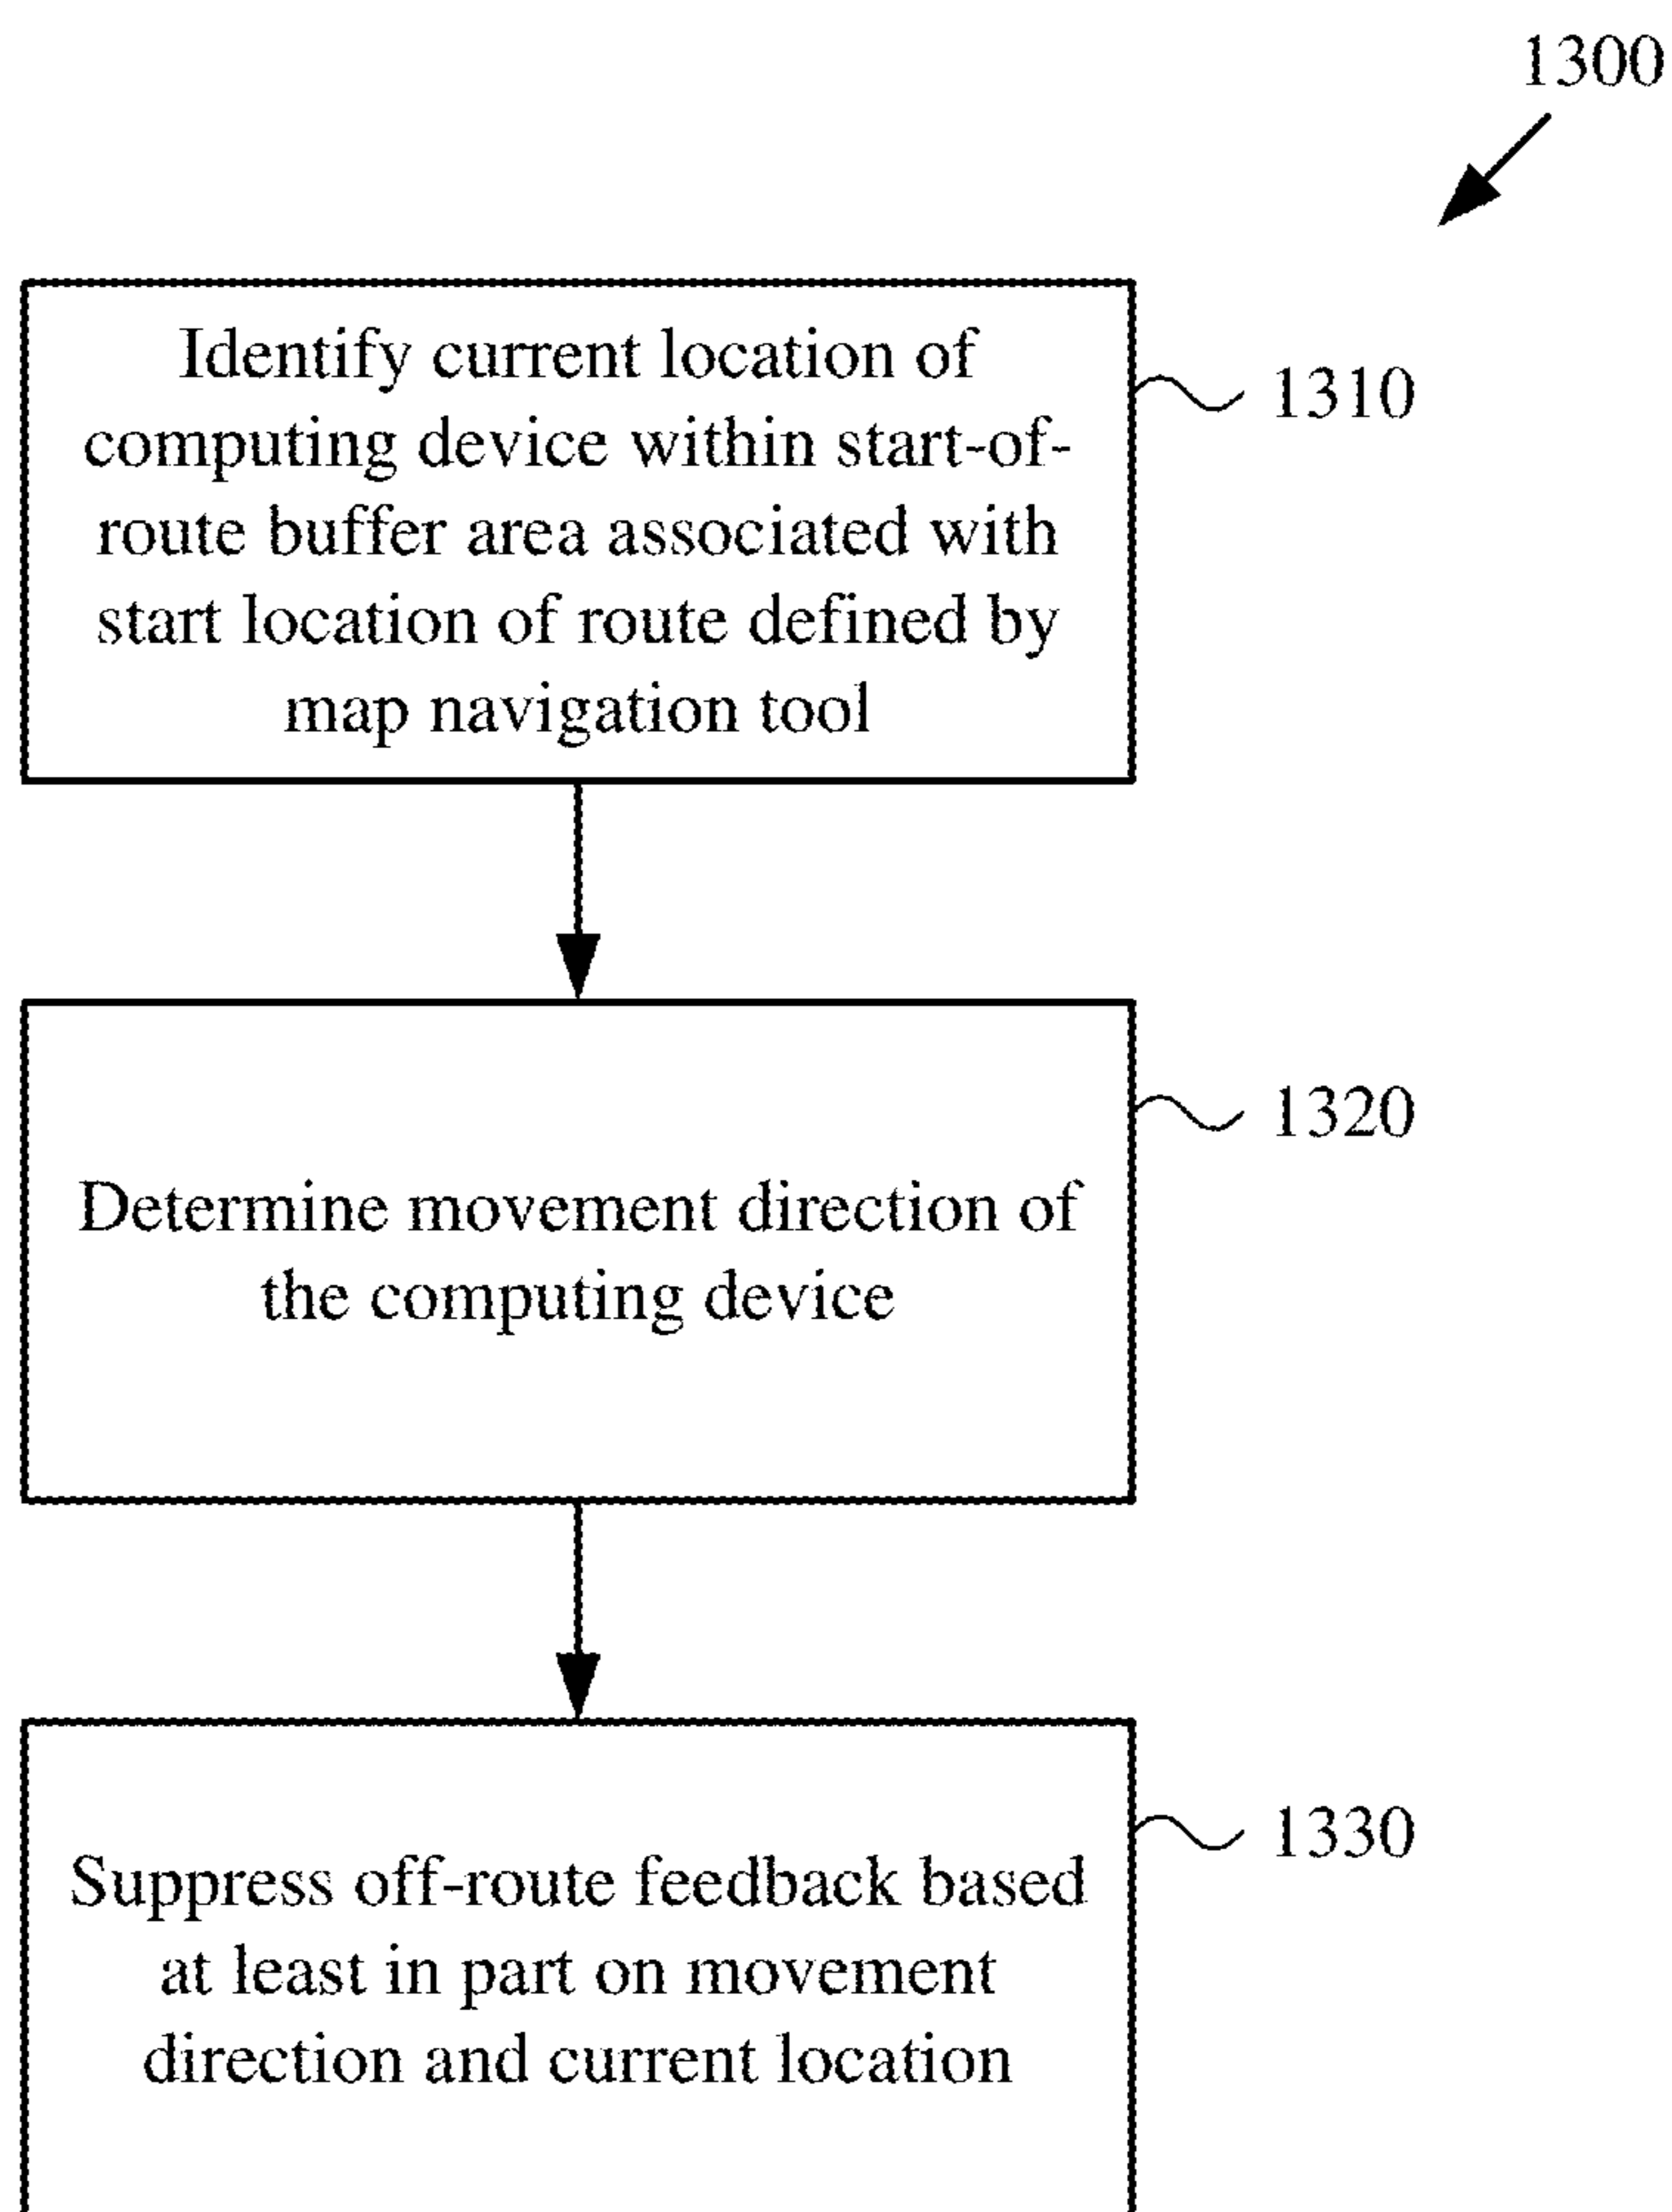 1300
Identify current location of
computing device within start-of-
route buffer area associated with
start location of route defined by
map navigation tool
1310
Determine movement direction of
the computing device
1320
Suppress off-route feedback based
at least in part on movement
direction and current location
1330